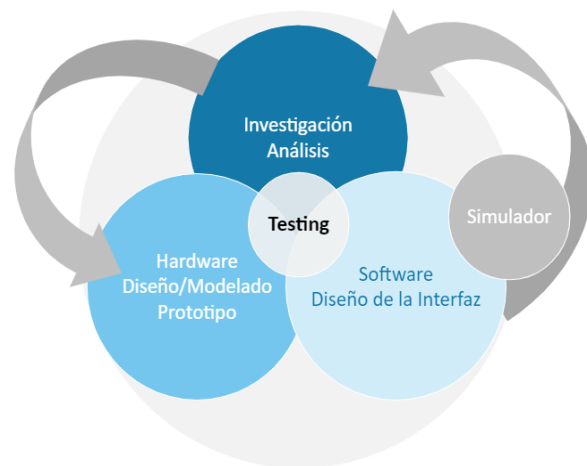 Investigación
Análisis
Testing
Simulador
Hardware
Diseño/Modelado
Prototipo
Software
Diseño de la Interfaz